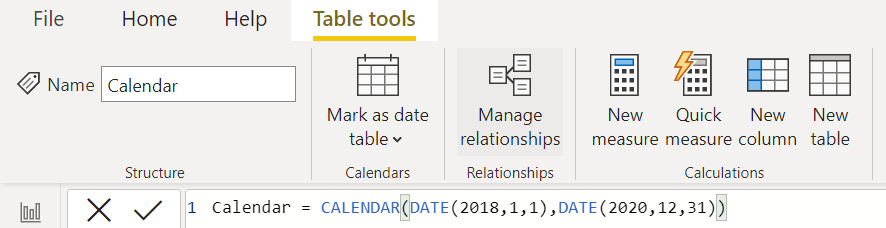 File Home Help Table tools
Name Calendar
Mark as date table
Manage relationships
New measure
Quick measure
New column
New table
Structure Calendars Relationships Calculations
1 Calendar = CALENDAR(DATE(2018,1,1),DATE(2020,12,31))